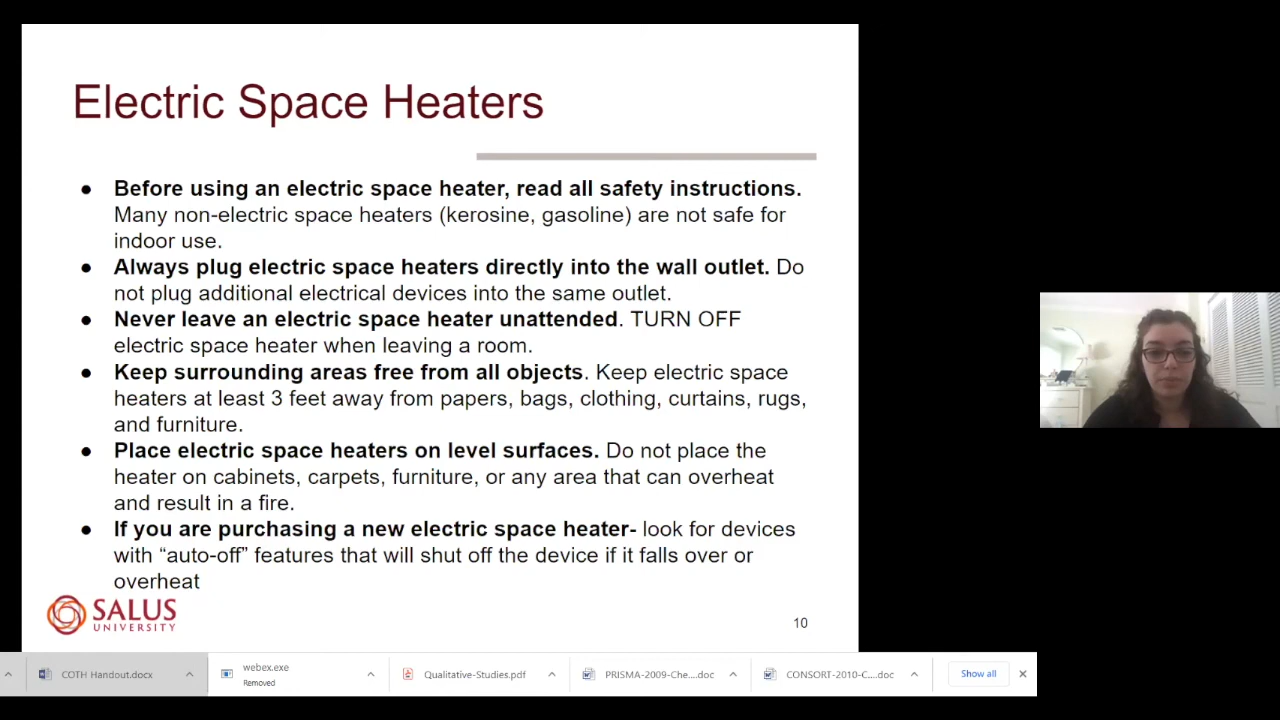 Electric Space Heaters
● Before using an electric space heater, read all safety instructions.
Many non-electric space heaters (kerosine, gasoline) are not safe for
indoor use.
● Always plug electric space heaters directly into the wall outlet. Do
not plug additional electrical devices into the same outlet.
● Never leave an electric space heater unattended. TURN OFF
electric space heater when leaving a room.
● Keep surrounding areas free from all objects. Keep electric space
heaters at least 3 feet away from papers, bags, clothing, curtains, rugs,
and furniture.
● Place electric space heaters on level surfaces. Do not place the
heater on cabinets, carpets, furniture, or any area that can overheat
and result in a fire.
● If you are purchasing a new electric space heater- look for devices
with “auto-off” features that will shut off the device if it falls over or
overheat
SALUS
UNIVERSITY
10
COTH Handout.docx
webex.exe
Removed
Qualitative-Studies.pdf
PRISMA-2009-Che....doc
CONSORT-2010-C....doc
Show all